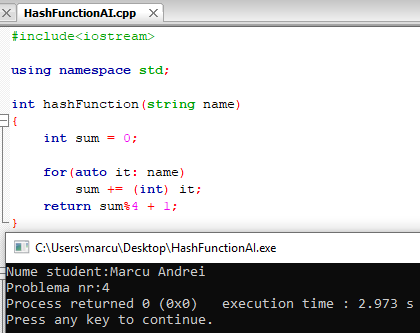 HashFunctionAI.cpp
#include<iostream>
using namespace std;
int hashFunction(string name)
{
int sum = 0;
for(auto it: name)
sum += (int) it;
return sum%4 + 1;
}
C:\Users\marcu\Desktop\HashFunctionAI.exe
Nume student:Marcu Andrei
Problema nr:4
Process returned 0 (0x0)   execution time : 2.973 s
Press any key to continue.